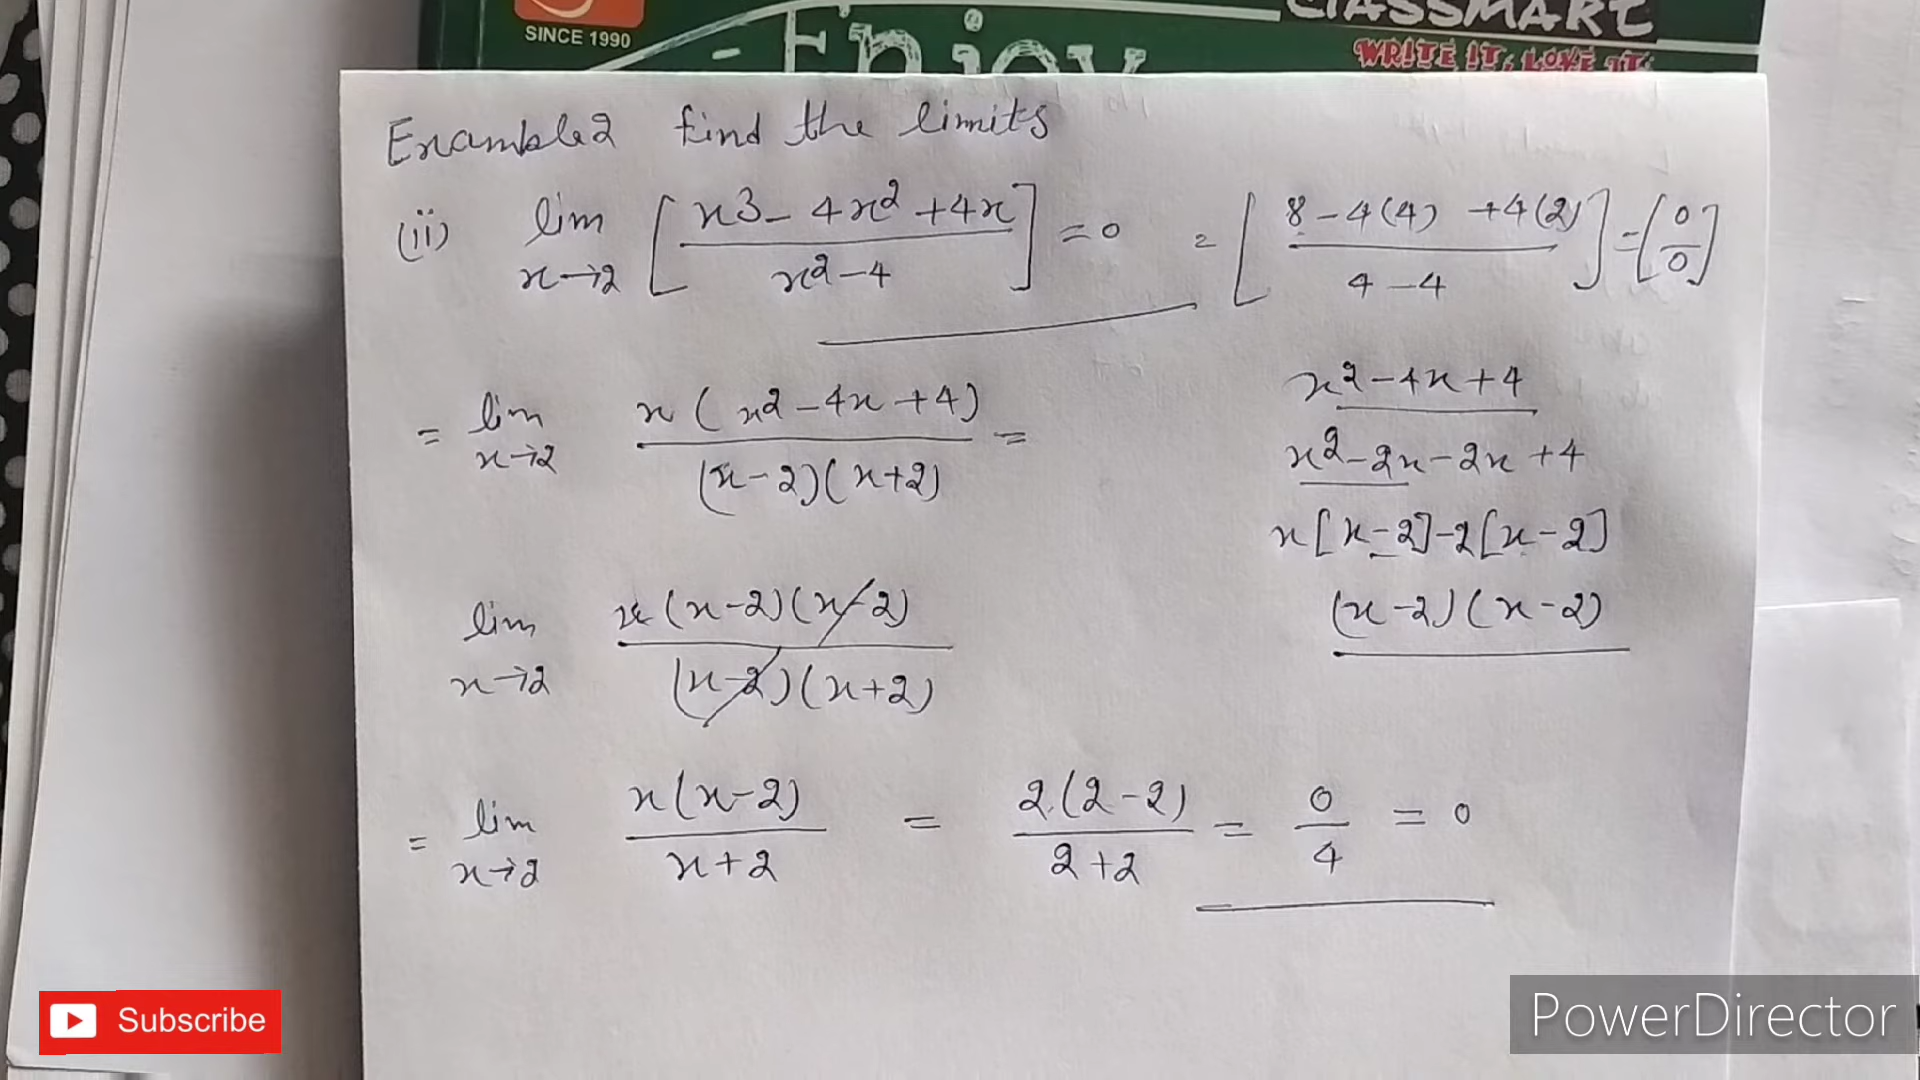 SINCE 1990
Enjoy
CLASSMART
WRITE IT, LOVE IT.
Example2 find the limits
(ii) lim x→2 [ x3 - 4x2 + 4x / x2 - 4 ] = 0 = [ 8 - 4(4) + 4(2) / 4 - 4 ] = [ 0 / 0 ]
= lim x→2 x ( x2 - 4x + 4 ) / (x-2)(x+2) =
lim x→2 x (x-2)(x-2) / (x-2)(x+2)
= lim x→2 x(x-2) / x+2 = 2.(2-2) / 2+2 = 0 / 4 = 0
x2 - 4x + 4
x2 - 2x - 2x + 4
x[x-2]-2[x-2]
(x-2)(x-2)
Subscribe
PowerDirector